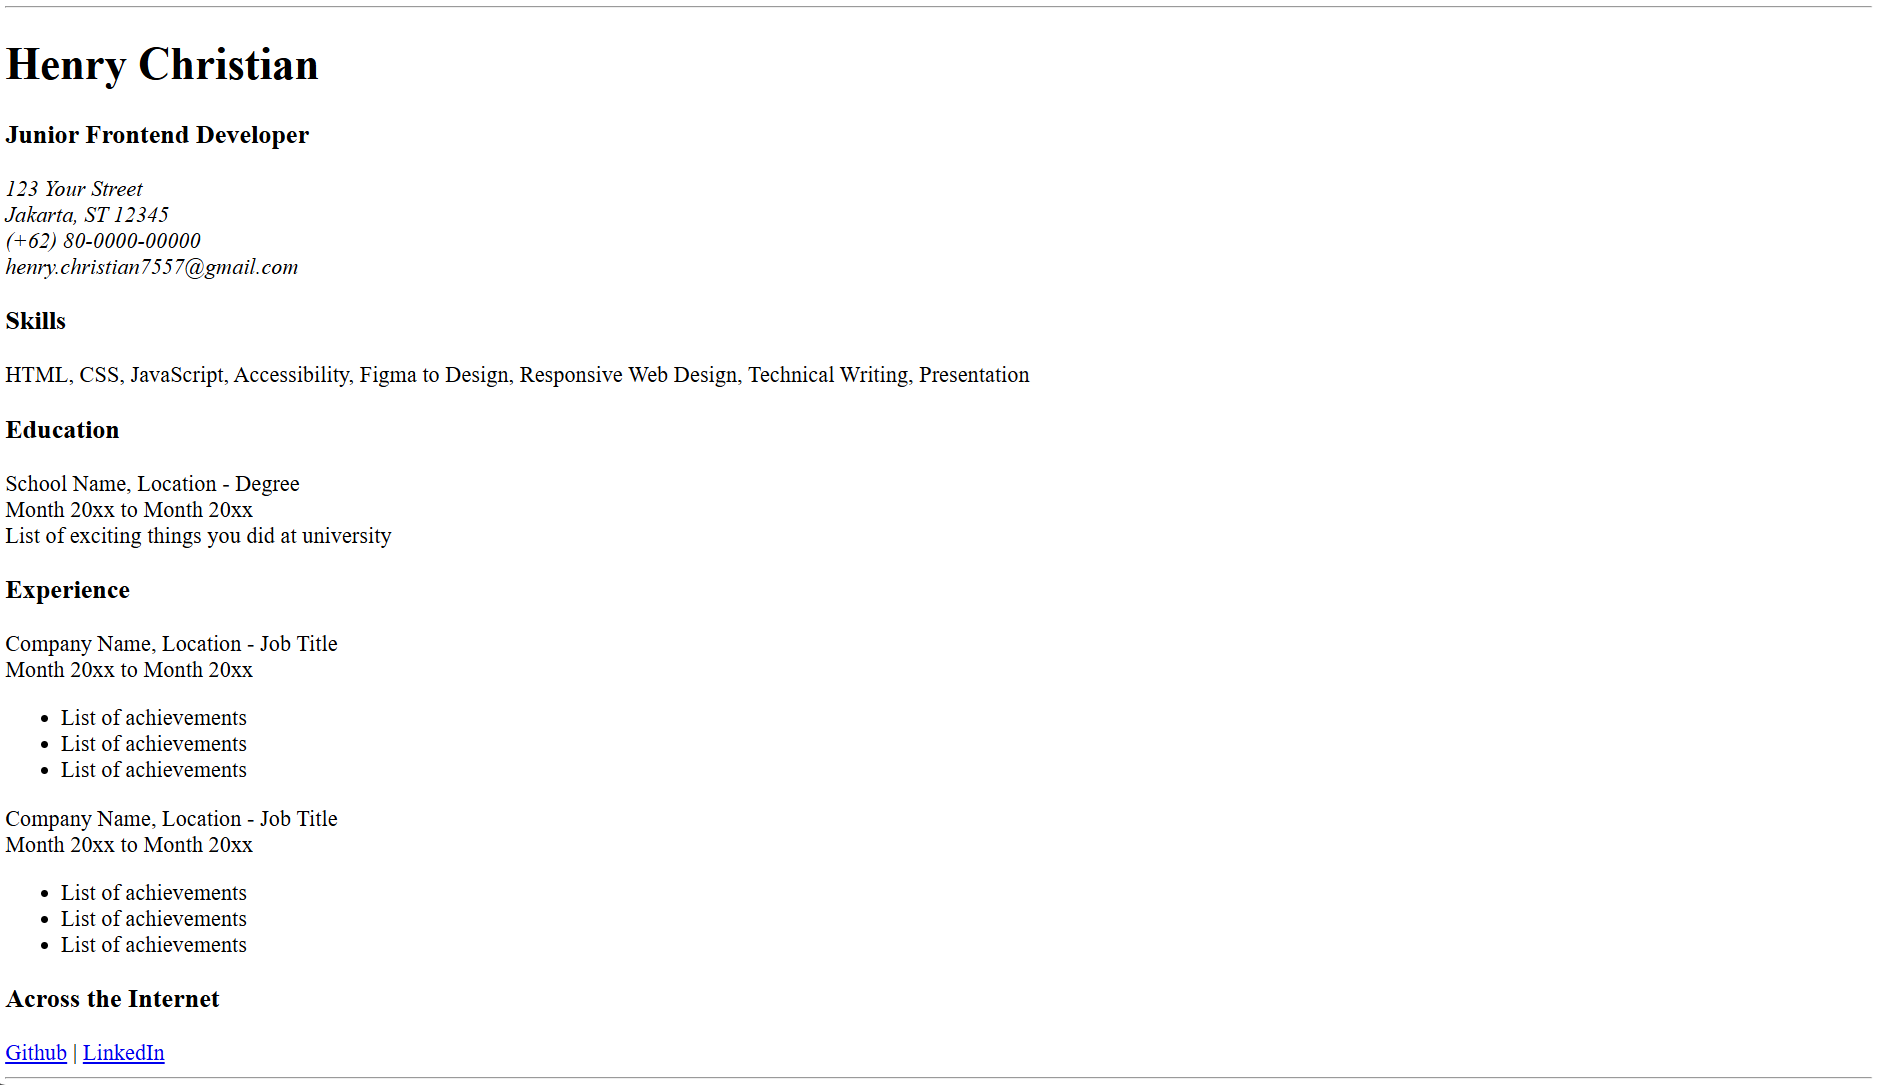 Henry Christian
Junior Frontend Developer
123 Your Street
Jakarta, ST 12345
(+62) 80-0000-00000
henry.christian7557@gmail.com
Skills
HTML, CSS, JavaScript, Accessibility, Figma to Design, Responsive Web Design, Technical Writing, Presentation
Education
School Name, Location - Degree
Month 20xx to Month 20xx
List of exciting things you did at university
Experience
Company Name, Location - Job Title
Month 20xx to Month 20xx
• List of achievements
• List of achievements
• List of achievements
Company Name, Location - Job Title
Month 20xx to Month 20xx
• List of achievements
• List of achievements
• List of achievements
Across the Internet
Github | LinkedIn